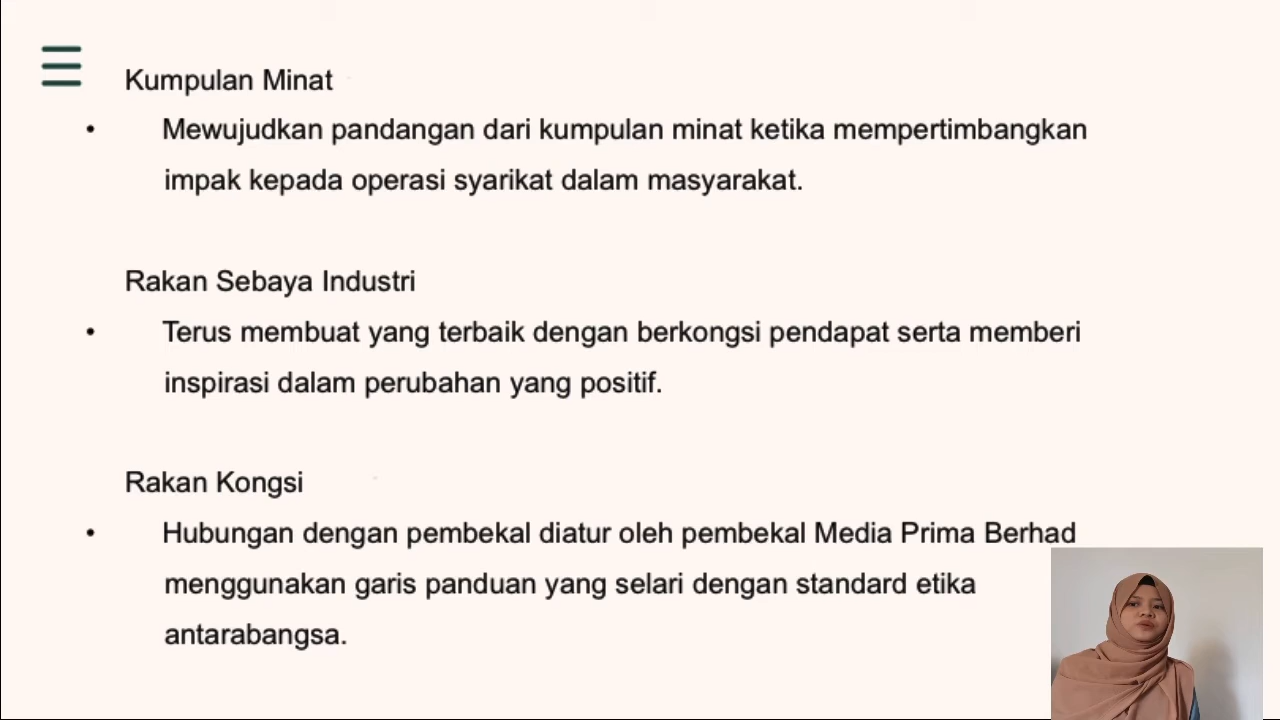 Kumpulan Minat
• Mewujudkan pandangan dari kumpulan minat ketika mempertimbangkan
impak kepada operasi syarikat dalam masyarakat.
Rakan Sebaya Industri
• Terus membuat yang terbaik dengan berkongsi pendapat serta memberi
inspirasi dalam perubahan yang positif.
Rakan Kongsi
• Hubungan dengan pembekal diatur oleh pembekal Media Prima Berhad
menggunakan garis panduan yang selari dengan standard etika
antarabangsa.